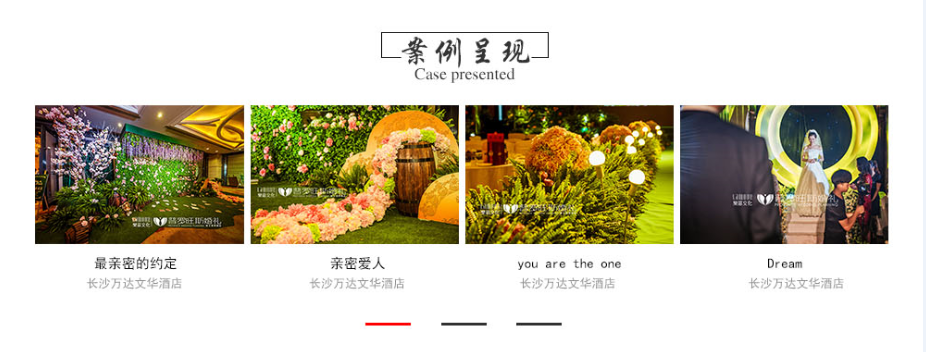 案例呈现
Case presented
最亲密的约定
亲密爱人
you are the one
Dream
长沙万达文华酒店
长沙万达文华酒店
长沙万达文华酒店
长沙万达文华酒店